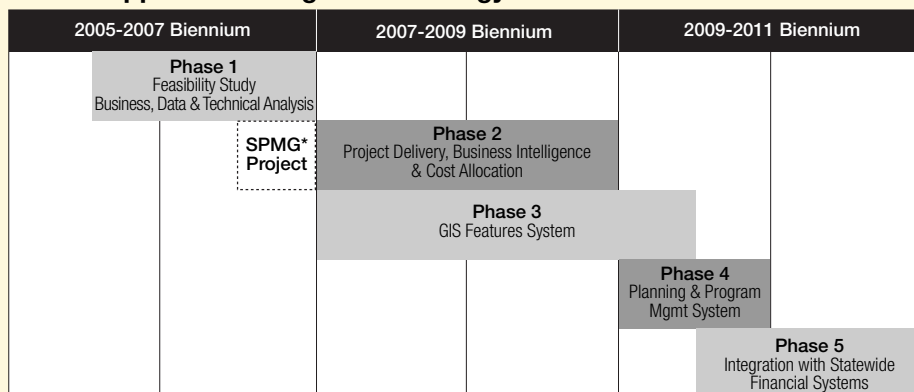 2005-2007 Biennium
2007-2009 Biennium
2009-2011 Biennium
Phase 1
Feasibility Study
Business, Data & Technical Analysis
SPMG*
Project
Phase 2
Project Delivery, Business Intelligence
& Cost Allocation
Phase 3
GIS Features System
Phase 4
Planning & Program
Mgmt System
Phase 5
Integration with Statewide
Financial Systems